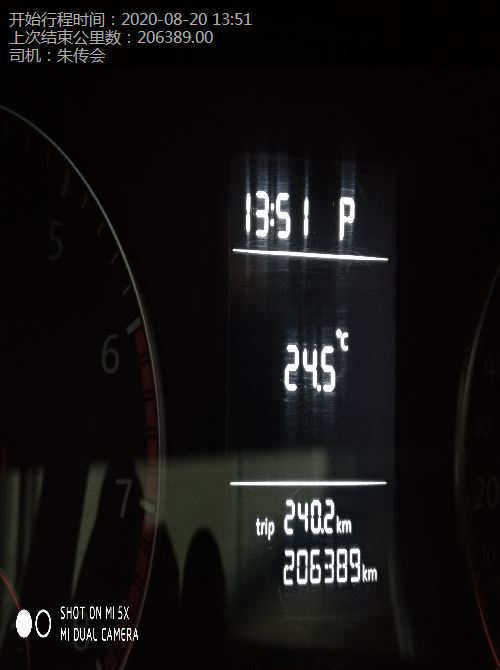 开始行程时间：2020-08-20 13:51
上次结束公里数：206389.00
司机：朱传会
13:51 P
5
24.5℃
6
7
trip 240.2km
206389km
SHOT ON MI 5X
MI DUAL CAMERA